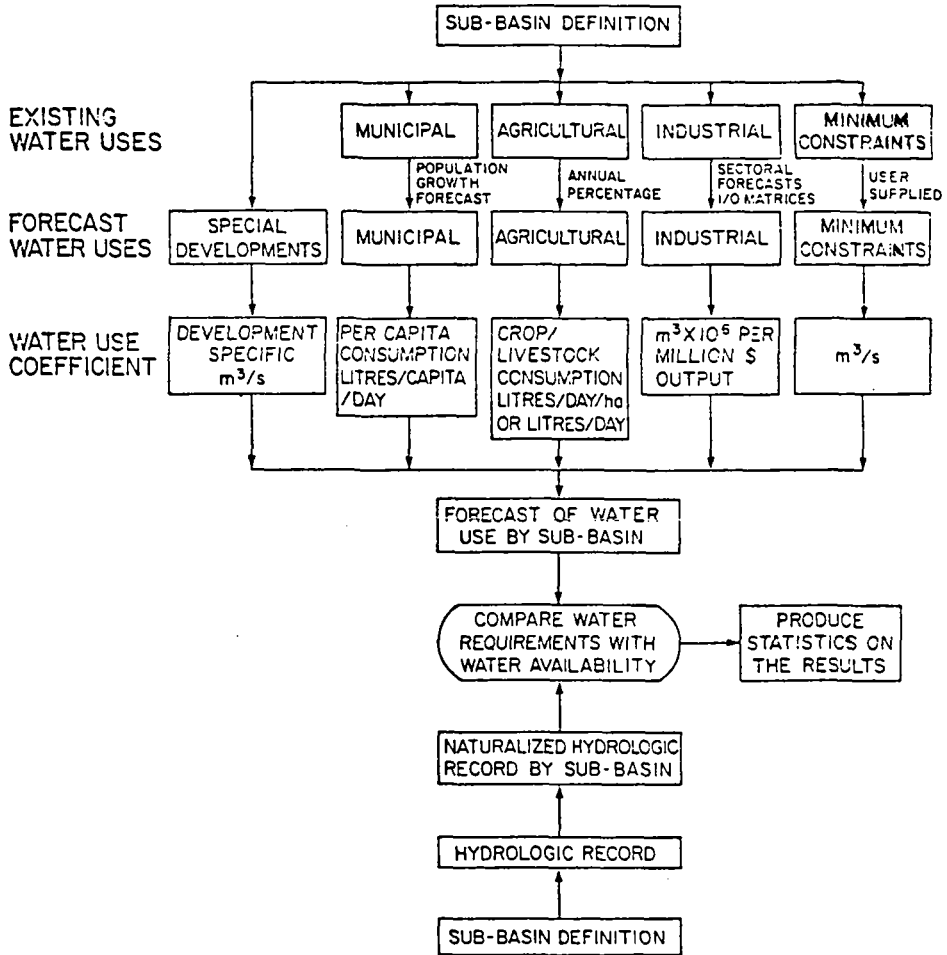 SUB-BASIN DEFINITION
EXISTING
WATER USES
MUNICIPAL
AGRICULTURAL
INDUSTRIAL
MINIMUM
CONSTRAINTS
POPULATION
GROWTH
FORECAST
ANNUAL
PERCENTAGE
SECTORAL
FORECASTS
I/O MATRICES
USER
SUPPLIED
FORECAST
WATER USES
SPECIAL
DEVELOPMENTS
MUNICIPAL
AGRICULTURAL
INDUSTRIAL
MINIMUM
CONSTRAINTS
WATER USE
COEFFICIENT
DEVELOPMENT
SPECIFIC
m³/s
PER CAPITA
CONSUMPTION
LITRES/CAPITA
/DAY
CROP/
LIVESTOCK
CONSUMPTION
LITRES/DAY/ha
OR LITRES/DAY
m³X10⁶ PER
MILLION $
OUTPUT
m³/s
FORECAST OF WATER
USE BY SUB-BASIN
COMPARE WATER
REQUIREMENTS WITH
WATER AVAILABILITY
PRODUCE
STATISTICS ON
THE RESULTS
NATURALIZED HYDROLOGIC
RECORD BY SUB-BASIN
HYDROLOGIC RECORD
SUB-BASIN DEFINITION